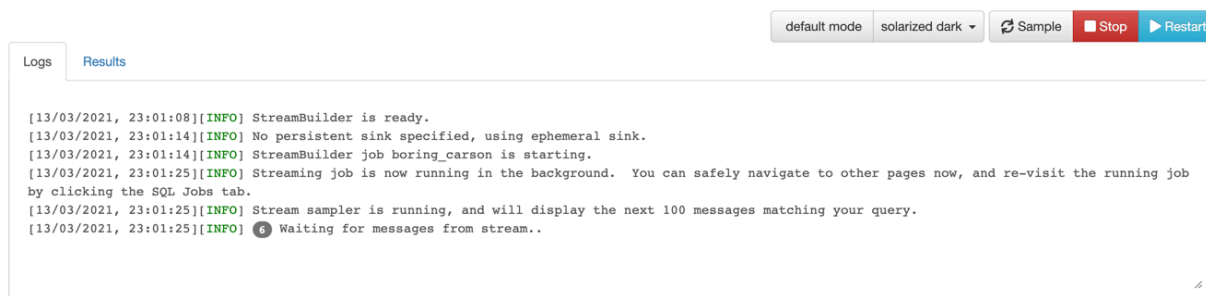 default mode solarized dark Sample Stop Restart
Logs Results
[13/03/2021, 23:01:08][INFO] StreamBuilder is ready.
[13/03/2021, 23:01:14][INFO] No persistent sink specified, using ephemeral sink.
[13/03/2021, 23:01:14][INFO] StreamBuilder job boring_carson is starting.
[13/03/2021, 23:01:25][INFO] Streaming job is now running in the background.  You can safely navigate to other pages now, and re-visit the running job
by clicking the SQL Jobs tab.
[13/03/2021, 23:01:25][INFO] Stream sampler is running, and will display the next 100 messages matching your query.
[13/03/2021, 23:01:25][INFO] 6 Waiting for messages from stream..